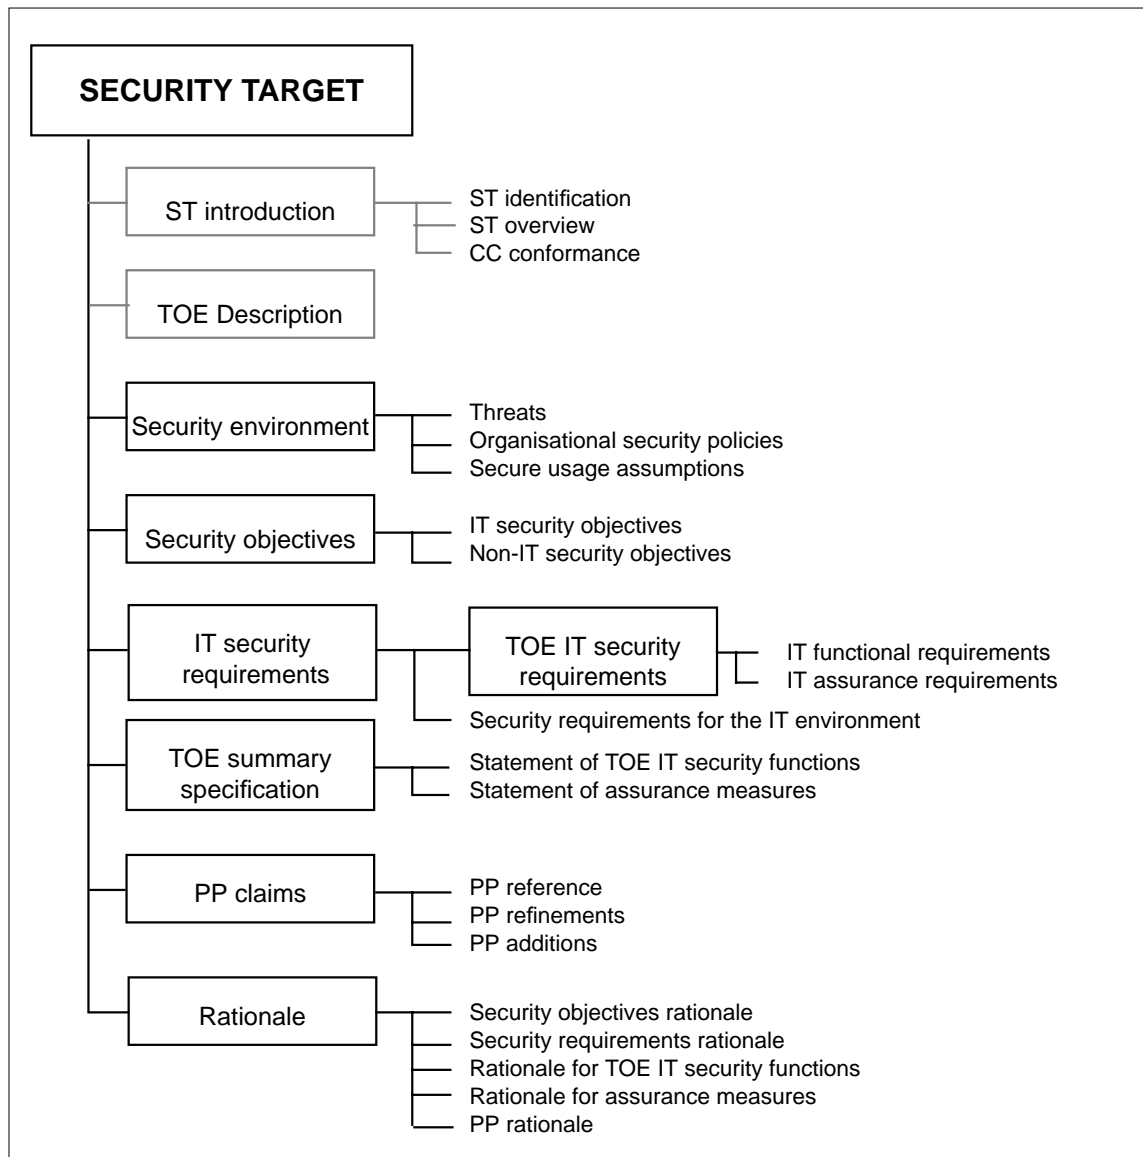 SECURITY TARGET
ST introduction
ST identification
ST overview
CC conformance
TOE Description
Security environment
Threats
Organisational security policies
Secure usage assumptions
Security objectives
IT security objectives
Non-IT security objectives
IT security
requirements
TOE IT security
requirements
IT functional requirements
IT assurance requirements
Security requirements for the IT environment
TOE summary
specification
Statement of TOE IT security functions
Statement of assurance measures
PP claims
PP reference
PP refinements
PP additions
Rationale
Security objectives rationale
Security requirements rationale
Rationale for TOE IT security functions
Rationale for assurance measures
PP rationale